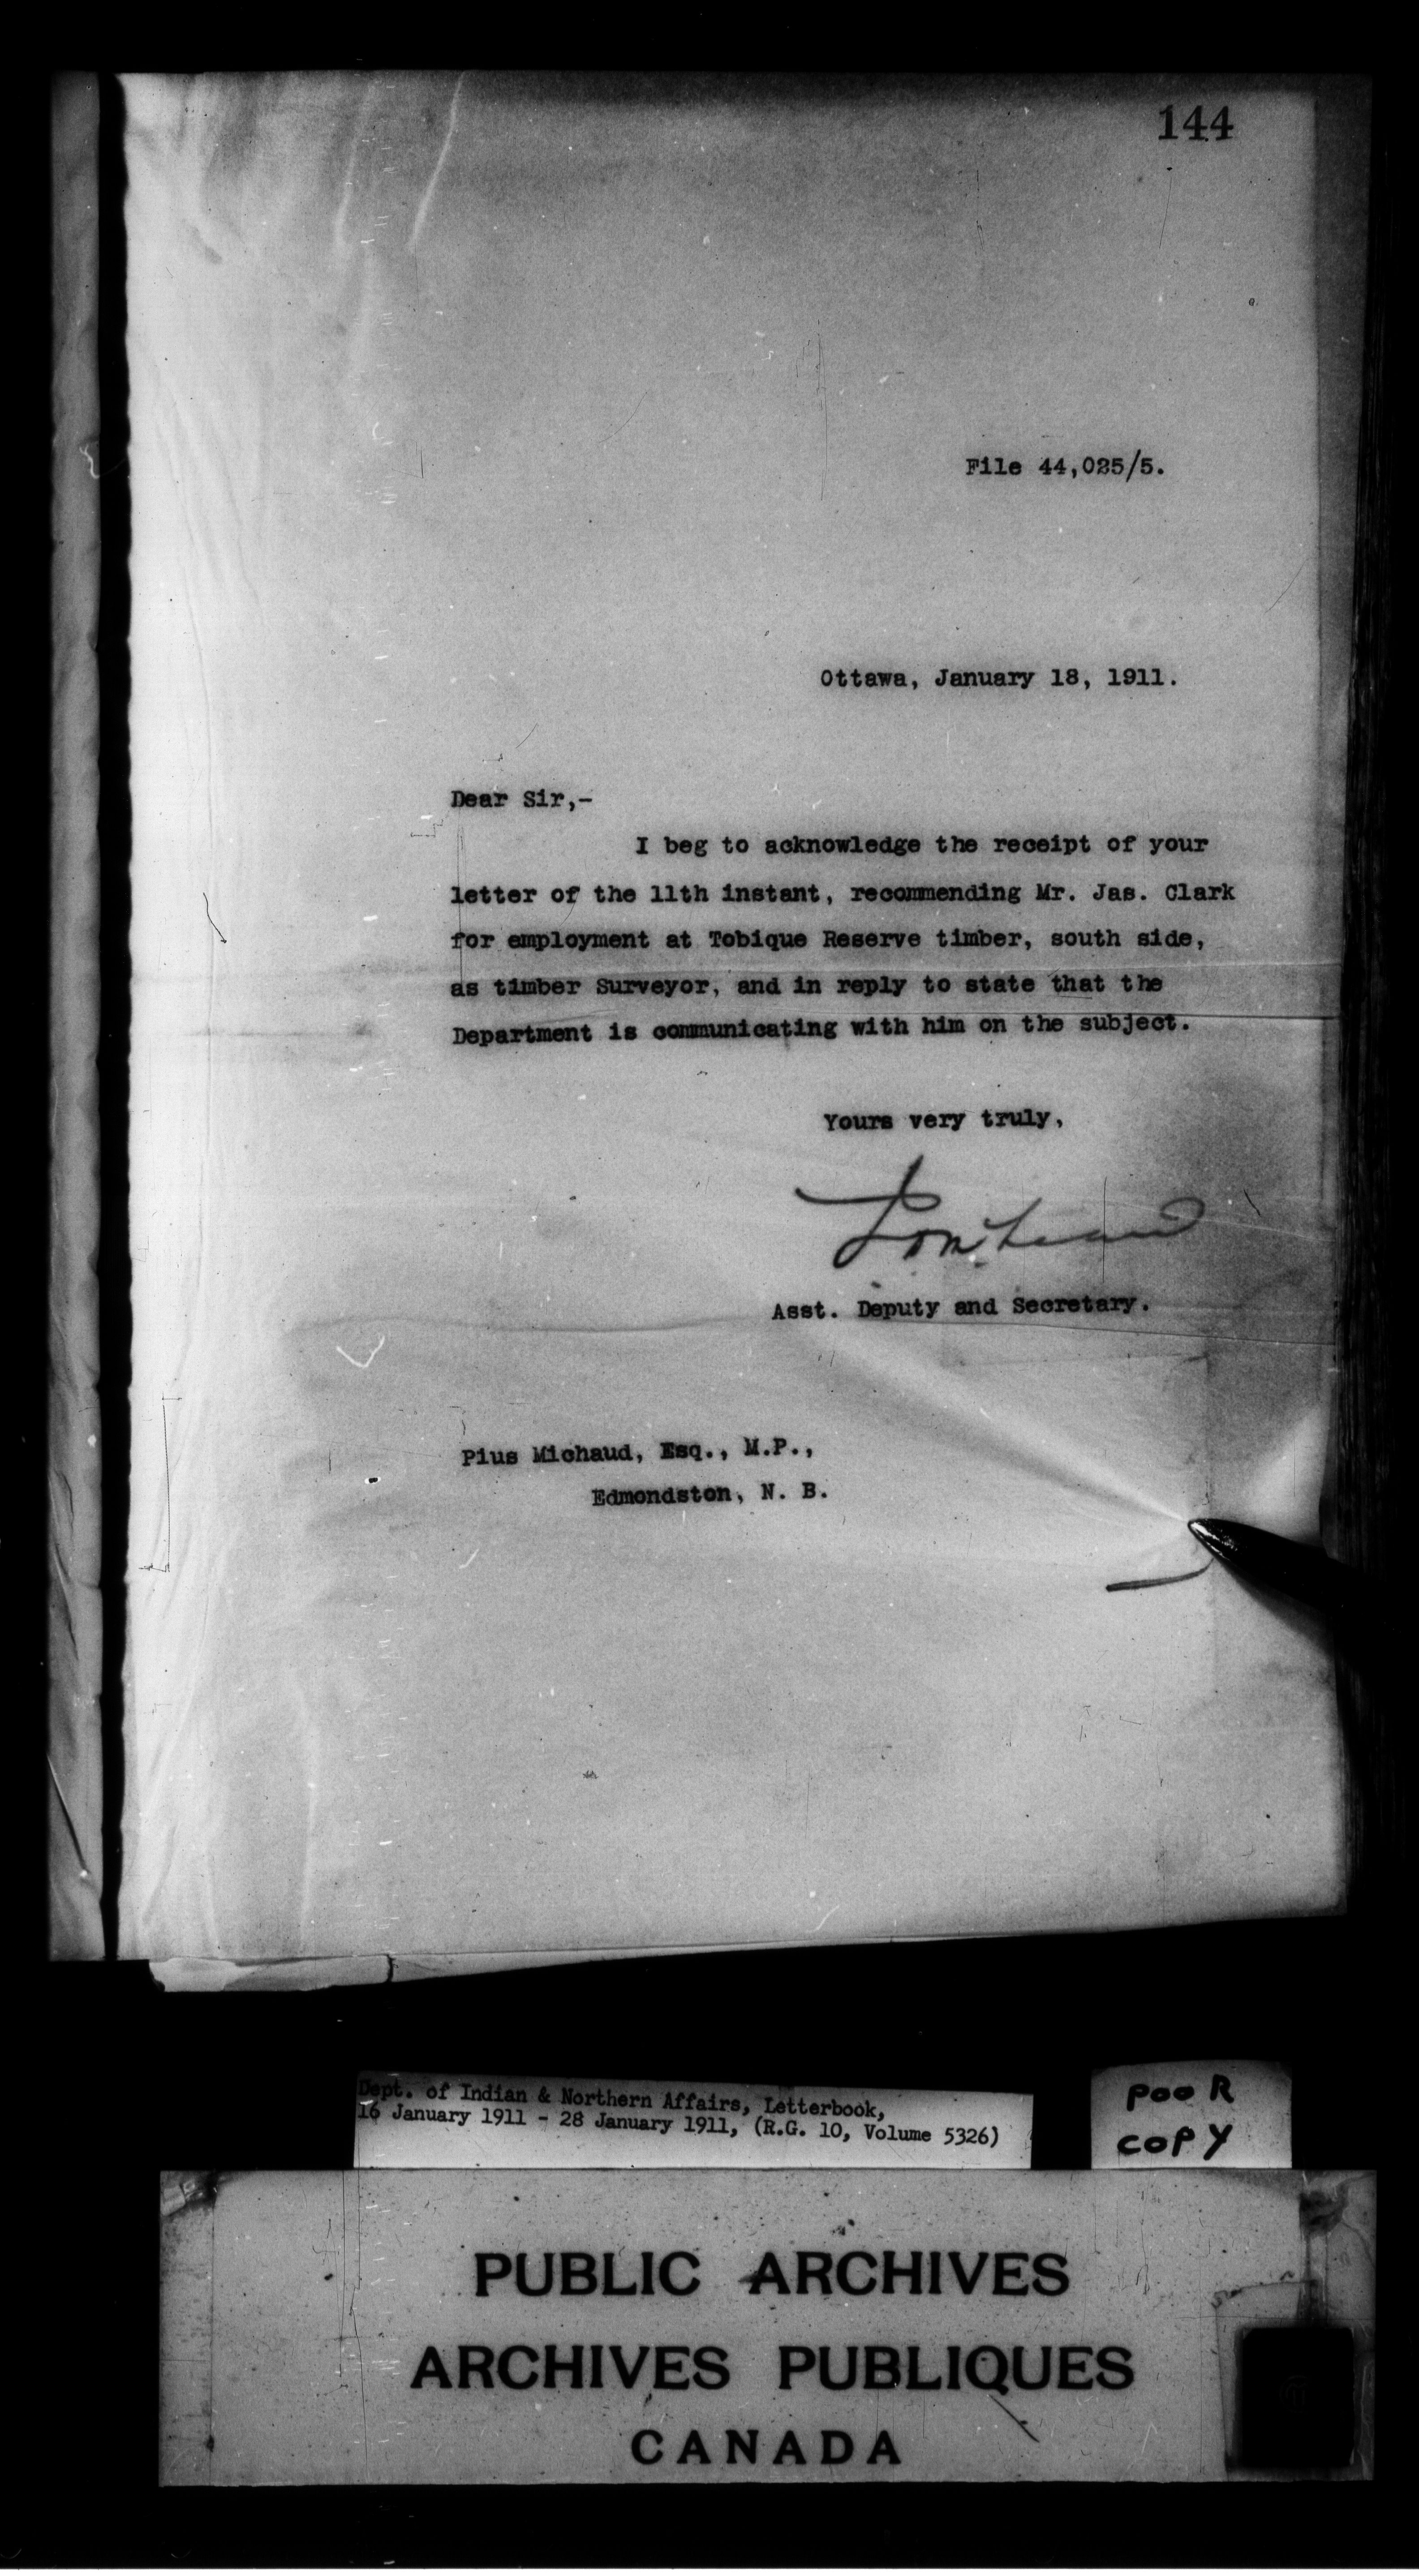 144
File 44,025/5.
Ottawa, January 18, 1911.
Dear Sir,-
I beg to acknowledge the receipt of your
letter of the 11th instant, recommending Mr. Jas. Clark
for employment at Tobique Reserve timber, south side,
as timber Surveyor, and in reply to state that the
Department is communicating with him on the subject.
Yours very truly,
Asst. Deputy and Secretary.
Pius Michaud, Esq., M.P.,
Edmondston, N. B.
Dept. of Indian & Northern Affairs, Letterbook,
16 January 1911 - 28 January 1911, (R.G. 10, Volume 5326)
POOR
COPY
PUBLIC ARCHIVES
ARCHIVES PUBLIQUES
CANADA